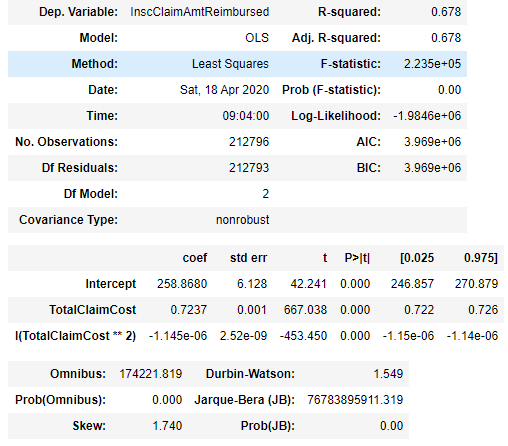 Dep. Variable: InscClaimAmtReimbursed R-squared: 0.678
Model: OLS Adj. R-squared: 0.678
Method: Least Squares F-statistic: 2.235e+05
Date: Sat, 18 Apr 2020 Prob (F-statistic): 0.00
Time: 09:04:00 Log-Likelihood: -1.9846e+06
No. Observations: 212796 AIC: 3.969e+06
Df Residuals: 212793 BIC: 3.969e+06
Df Model: 2
Covariance Type: nonrobust
coef std err t P>|t| [0.025 0.975]
Intercept 258.8680 6.128 42.241 0.000 246.857 270.879
TotalClaimCost 0.7237 0.001 667.038 0.000 0.722 0.726
I(TotalClaimCost ** 2) -1.145e-06 2.52e-09 -453.450 0.000 -1.15e-06 -1.14e-06
Omnibus: 174221.819 Durbin-Watson: 1.549
Prob(Omnibus): 0.000 Jarque-Bera (JB): 76783895911.319
Skew: 1.740 Prob(JB): 0.00